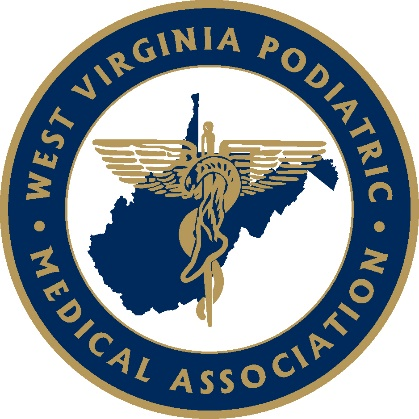 WEST VIRGINIA PODIATRIC
MEDICAL ASSOCIATION